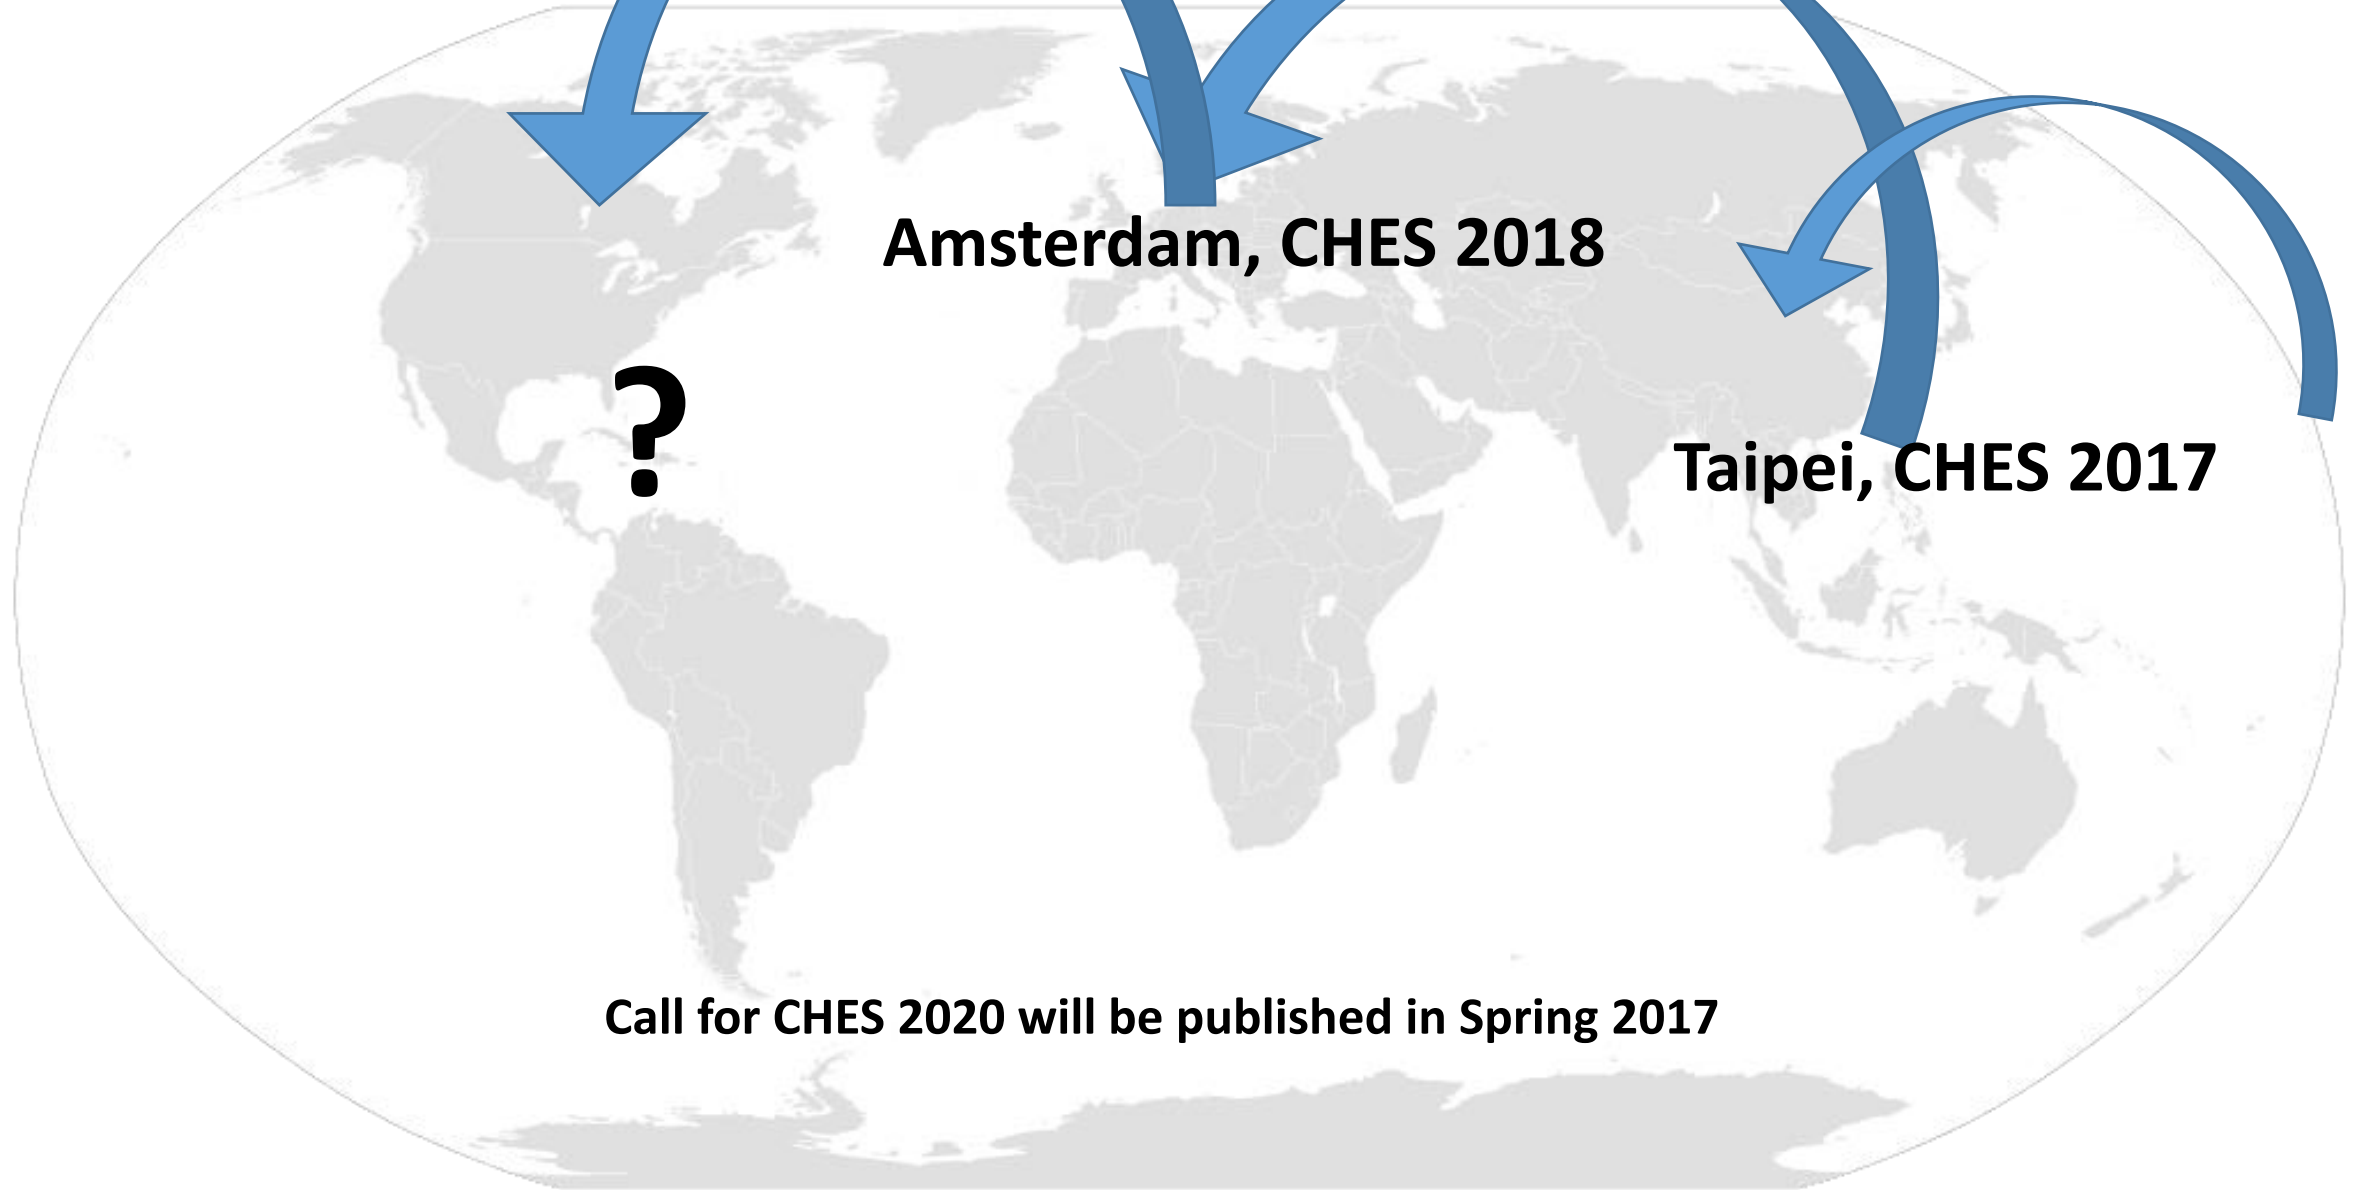 Amsterdam, CHES 2018
?
Taipei, CHES 2017
Call for CHES 2020 will be published in Spring 2017